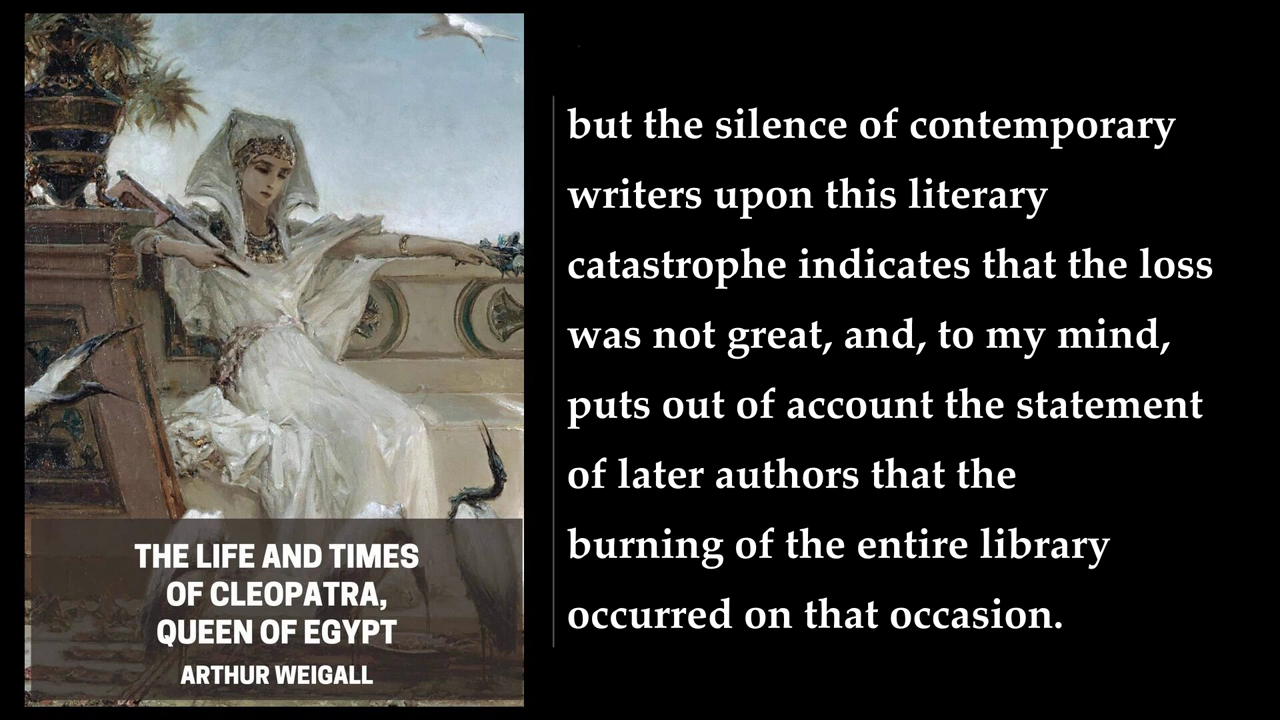 THE LIFE AND TIMES
OF CLEOPATRA,
QUEEN OF EGYPT
ARTHUR WEIGALL
but the silence of contemporary
writers upon this literary
catastrophe indicates that the loss
was not great, and, to my mind,
puts out of account the statement
of later authors that the
burning of the entire library
occurred on that occasion.